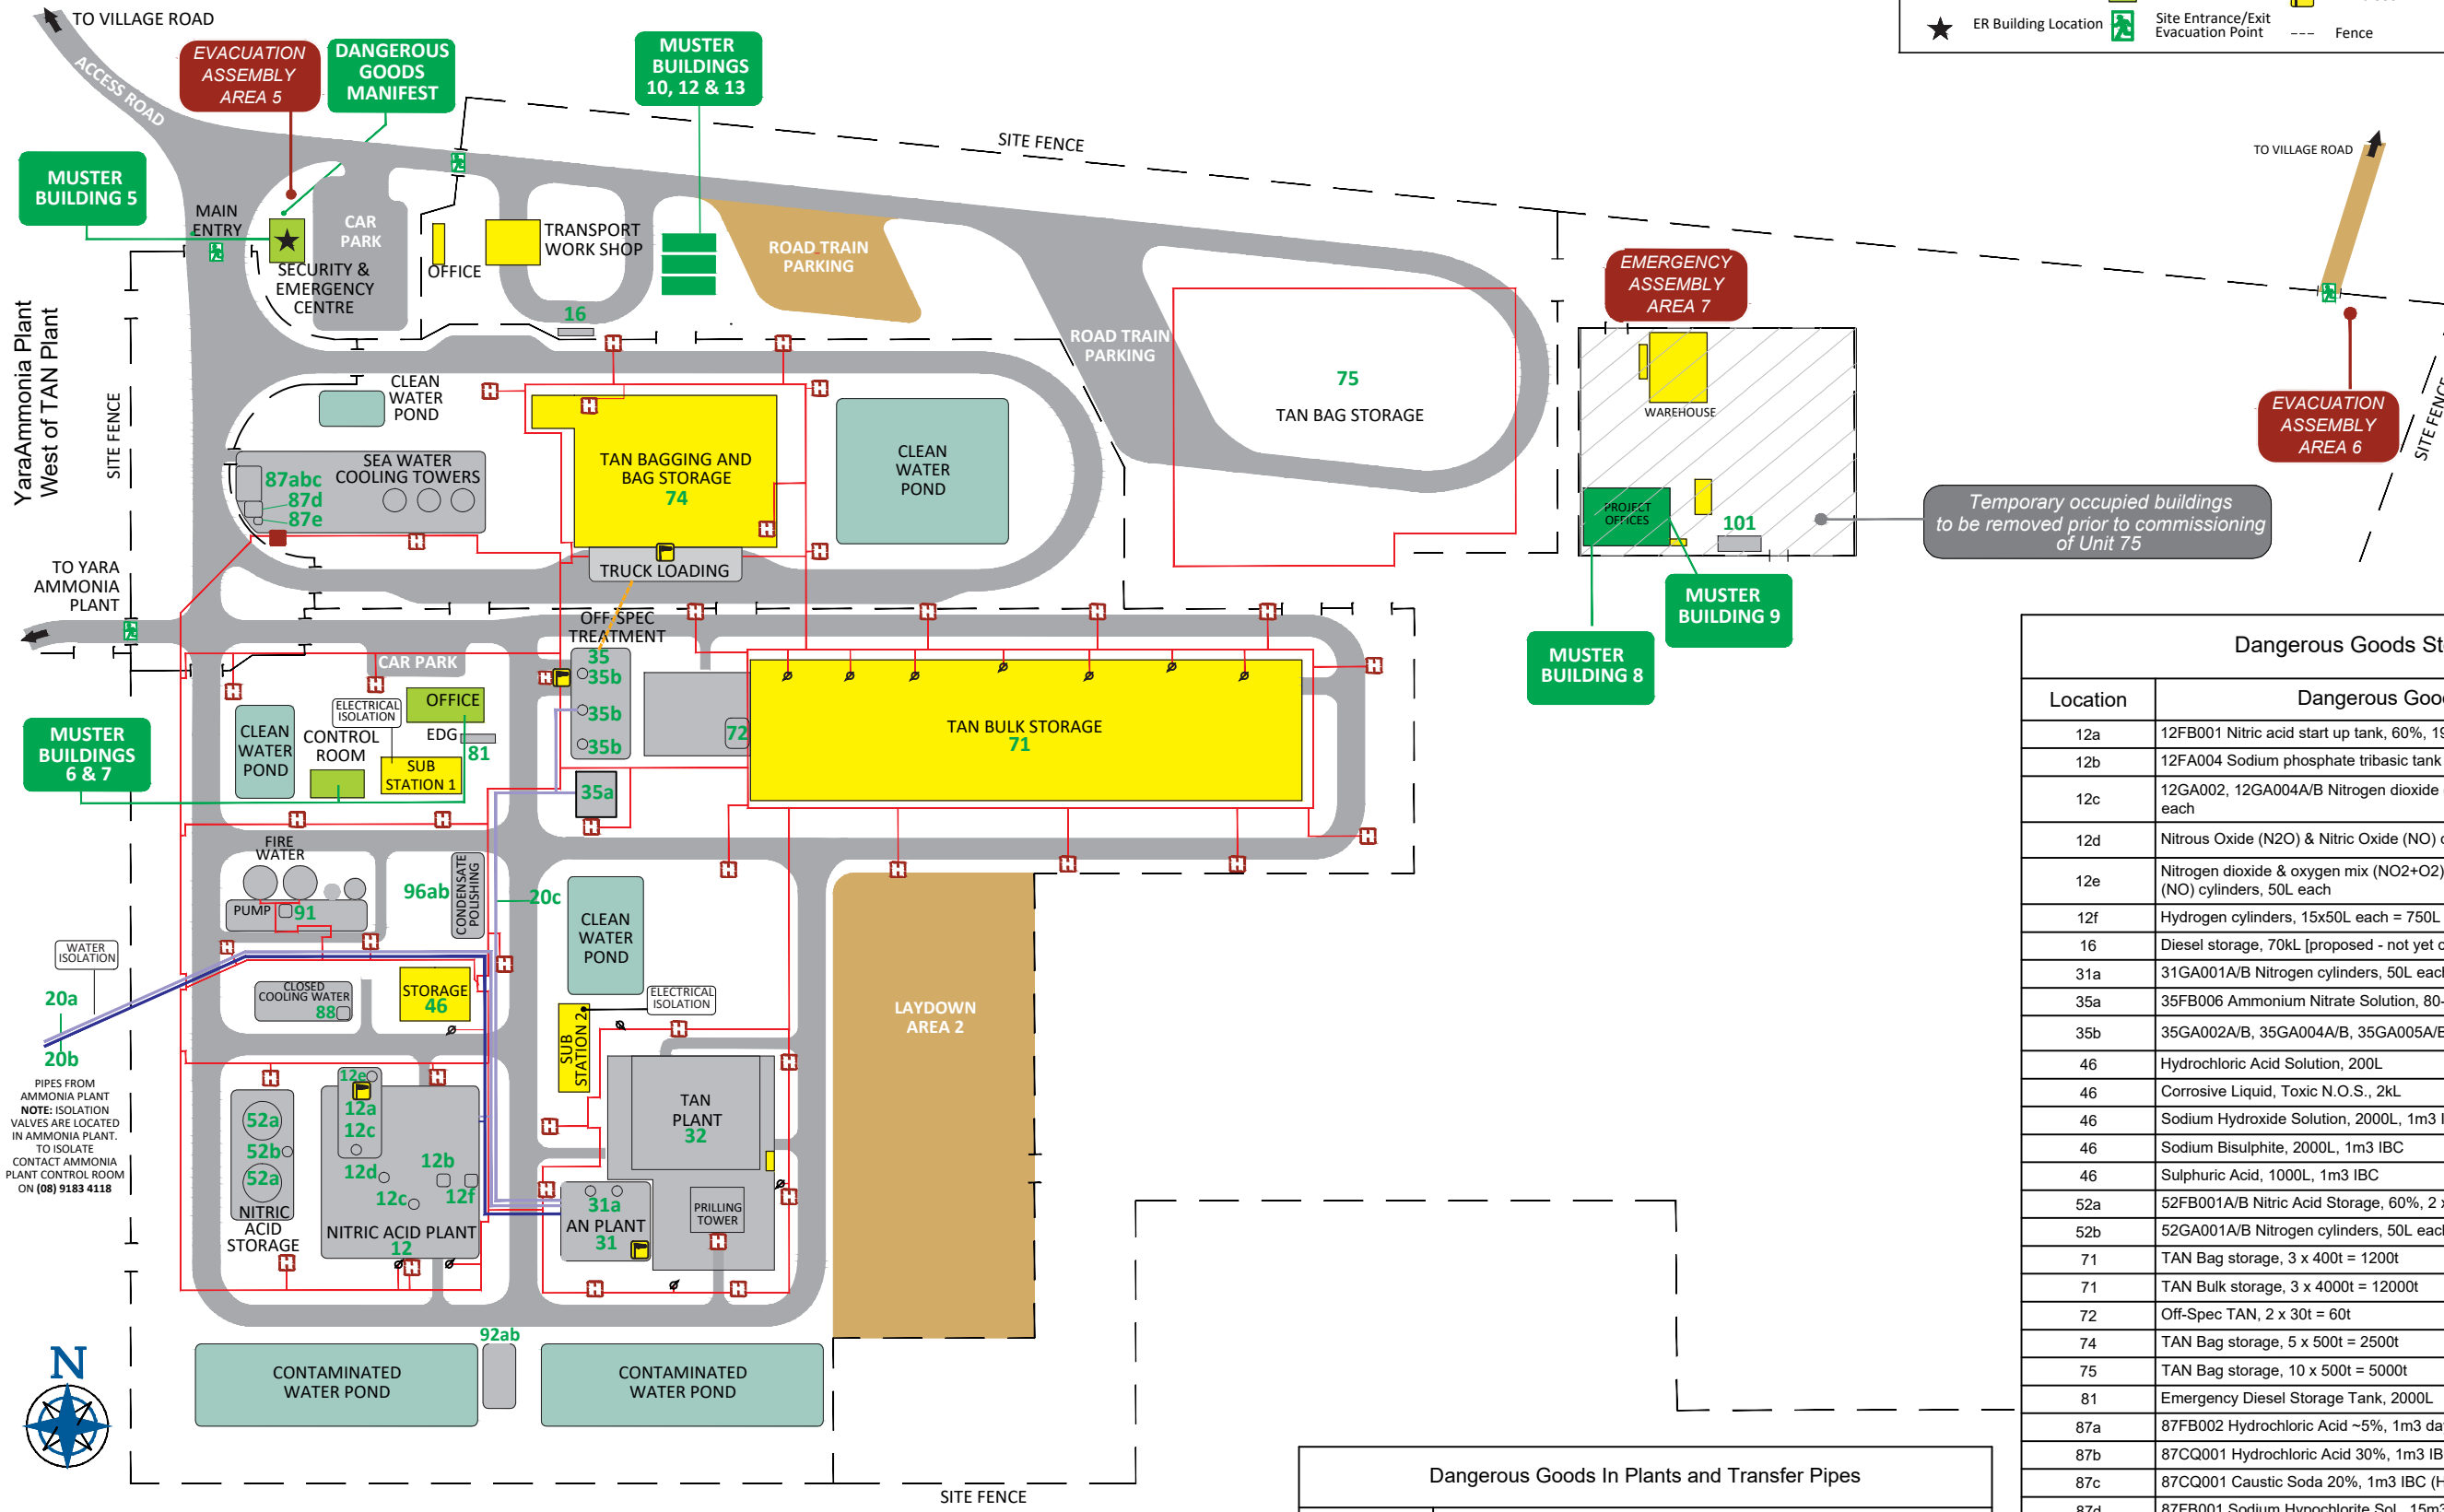 TO VILLAGE ROAD
ACCESS ROAD
EVACUATION
ASSEMBLY
AREA 5
DANGEROUS
GOODS
MANIFEST
MUSTER
BUILDINGS
10, 12 & 13
ER Building Location
Site Entrance/Exit
Evacuation Point
Fence
SITE FENCE
TO VILLAGE ROAD
MUSTER
BUILDING 5
MAIN
ENTRY
SECURITY &
EMERGENCY
CENTRE
CAR
PARK
OFFICE
TRANSPORT
WORK SHOP
ROAD TRAIN
PARKING
16
ROAD TRAIN
PARKING
75
TAN BAG STORAGE
EMERGENCY
ASSEMBLY
AREA 7
WAREHOUSE
PROJECT
OFFICES
101
EVACUATION
ASSEMBLY
AREA 6
SITE FENCE
Temporary occupied buildings
to be removed prior to commissioning
of Unit 75
MUSTER
BUILDING 9
MUSTER
BUILDING 8
YaraAmmonia Plant
West of TAN Plant
SITE FENCE
CLEAN
WATER
POND
SEA WATER
COOLING TOWERS
87abc
87d
87e
TAN BAGGING AND
BAG STORAGE
74
TRUCK LOADING
CLEAN
WATER
POND
TO YARA
AMMONIA
PLANT
CAR PARK
OFF-SPEC
TREATMENT
35
35b
35b
35b
72
TAN BULK STORAGE
71
35a
MUSTER
BUILDINGS
6 & 7
CLEAN
WATER
POND
ELECTRICAL
ISOLATION
CONTROL
ROOM
OFFICE
EDG
81
SUB
STATION 1
FIRE
WATER
PUMP
91
96ab
CONDENSATE
POLISHING
20c
CLEAN
WATER
POND
WATER
ISOLATION
20a
20b
PIPES FROM
AMMONIA PLANT
NOTE: ISOLATION
VALVES ARE LOCATED
IN AMMONIA PLANT.
TO ISOLATE
CONTACT AMMONIA
PLANT CONTROL ROOM
ON (08) 9183 4118
CLOSED
COOLING WATER
88
STORAGE
46
SUB
STATION 2
ELECTRICAL
ISOLATION
LAYDOWN
AREA 2
52a
52b
52a
NITRIC
ACID
STORAGE
12e
12a
12c
12d
12b
12c
12f
NITRIC ACID PLANT
12
TAN
PLANT
32
31a
AN PLANT
31
PRILLING
TOWER
92ab
CONTAMINATED
WATER POND
CONTAMINATED
WATER POND
N
SITE FENCE
Dangerous Goods In Plants and Transfer Pipes
Dangerous Goods
Location Dangerous
12a 12FB001 Nitric acid start up tank, 60%,
12b 12FA004 Sodium phosphate tribasic tank
12c 12GA002, 12GA004A/B Nitrogen dioxide
each
12d Nitrous Oxide (N2O) & Nitric Oxide (NO)
12e Nitrogen dioxide & oxygen mix (NO2+O2)
(NO) cylinders, 50L each
12f Hydrogen cylinders, 15x50L each = 750L
16 Diesel storage, 70kL [proposed - not yet
31a 31GA001A/B Nitrogen cylinders, 50L
35a 35FB006 Ammonium Nitrate Solution,
35b 35GA002A/B, 35GA004A/B,
46 Hydrochloric Acid Solution, 200L
46 Corrosive Liquid, Toxic N.O.S., 2kL
46 Sodium Hydroxide Solution, 2000L, 1m3
46 Sodium Bisulphite, 2000L, 1m3 IBC
46 Sulphuric Acid, 1000L, 1m3 IBC
52a 52FB001A/B Nitric Acid Storage, 60%, 2
52b 52GA001A/B Nitrogen cylinders, 50L
71 TAN Bag storage, 3 x 400t = 1200t
71 TAN Bulk storage, 3 x 4000t = 12000t
72 Off-Spec TAN, 2 x 30t = 60t
74 TAN Bag storage, 5 x 500t = 2500t
75 TAN Bag storage, 10 x 500t = 5000t
81 Emergency Diesel Storage Tank, 2000L
87a 87FB002 Hydrochloric Acid ~5%, 1m3
87b 87CQ001 Hydrochloric Acid 30%, 1m3
87c 87CQ001 Caustic Soda 20%, 1m3 IBC
87d 87FB001 Sodium Hypochlorite Sol.,